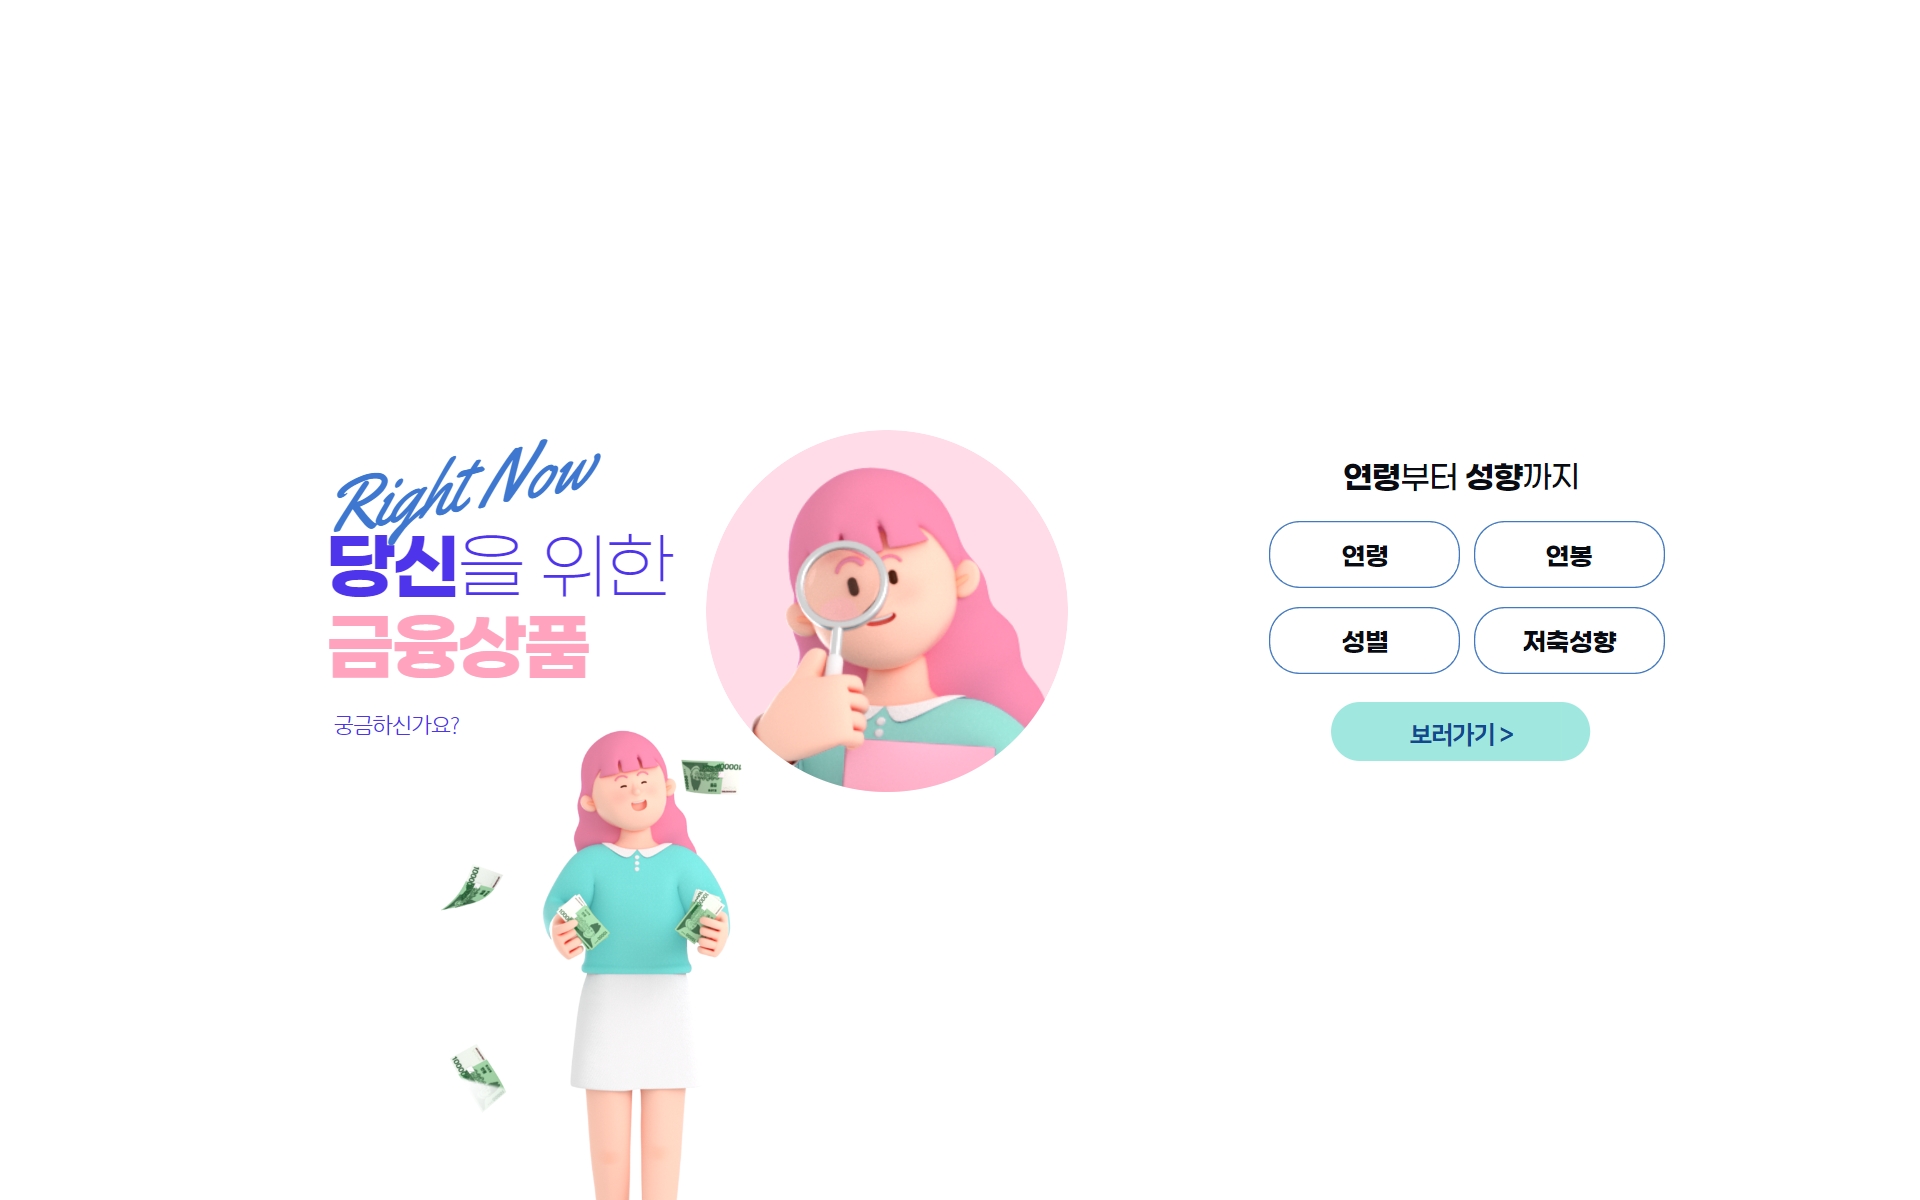 Right Now
당신을 위한
금융상품
궁금하신가요?
연령부터 성향까지
연령
연봉
성별
저축성향
보러가기 >